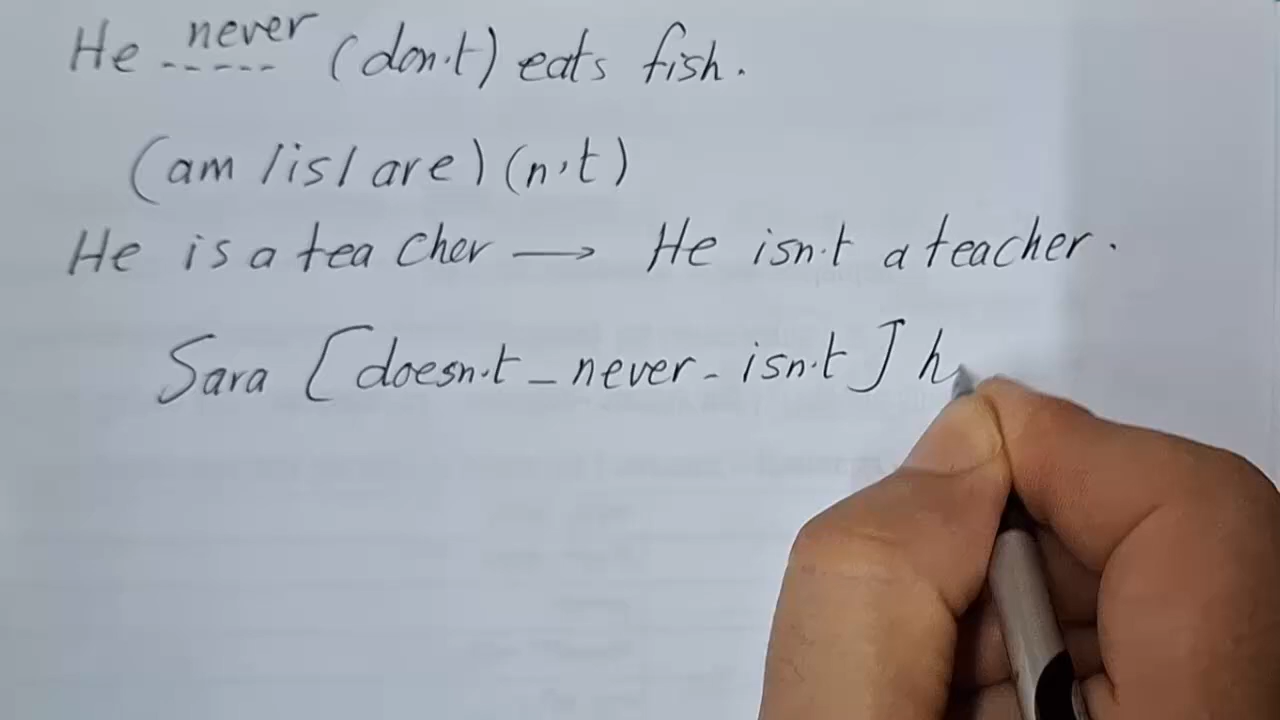 He never (don't) eats fish.
(am / is / are) (n't)
He is a teacher → He isn't a teacher.
Sara [doesn't - never - isn't] h